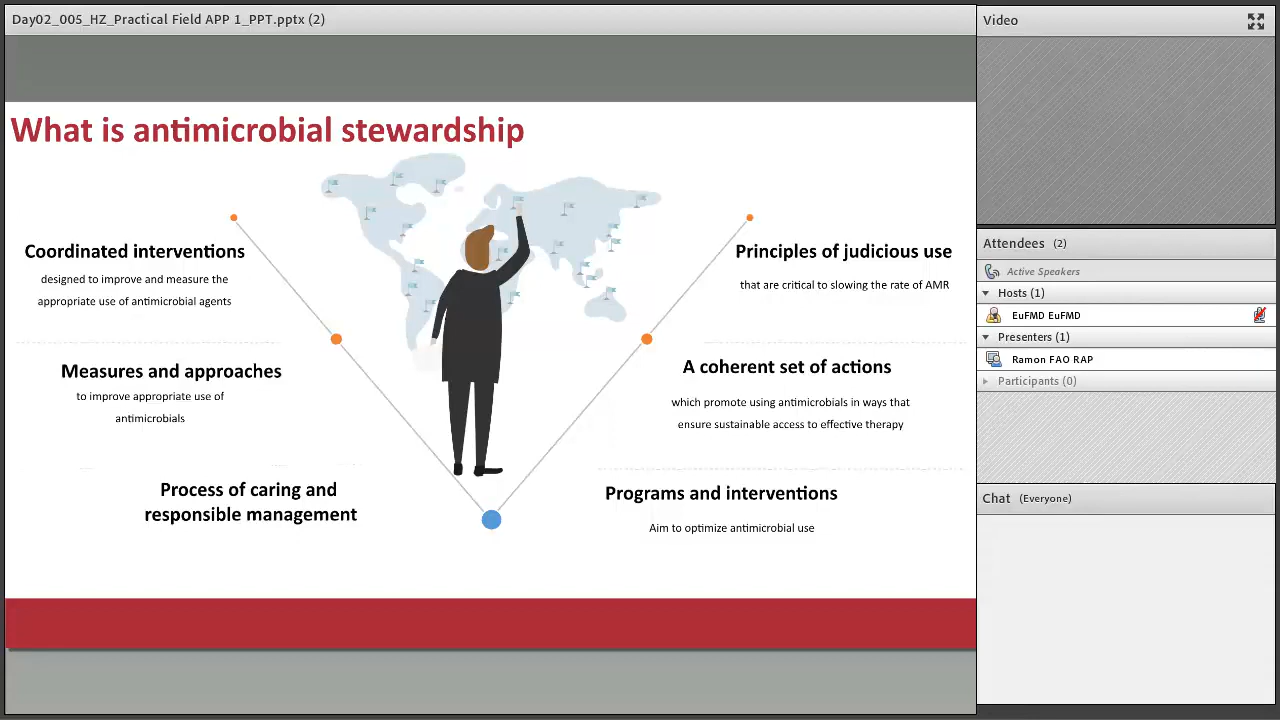 Day02_005_HZ_Practical Field APP 1_PPT.pptx (2)
What is antimicrobial stewardship
Coordinated interventions
designed to improve and measure the
appropriate use of antimicrobial agents
Measures and approaches
to improve appropriate use of
antimicrobials
Process of caring and
responsible management
Principles of judicious use
that are critical to slowing the rate of AMR
A coherent set of actions
which promote using antimicrobials in ways that
ensure sustainable access to effective therapy
Programs and interventions
Aim to optimize antimicrobial use
Video
Attendees (2)
Active Speakers
Hosts (1)
EuFMD EuFMD
Presenters (1)
Ramon FAO RAP
Participants (0)
Chat (Everyone)